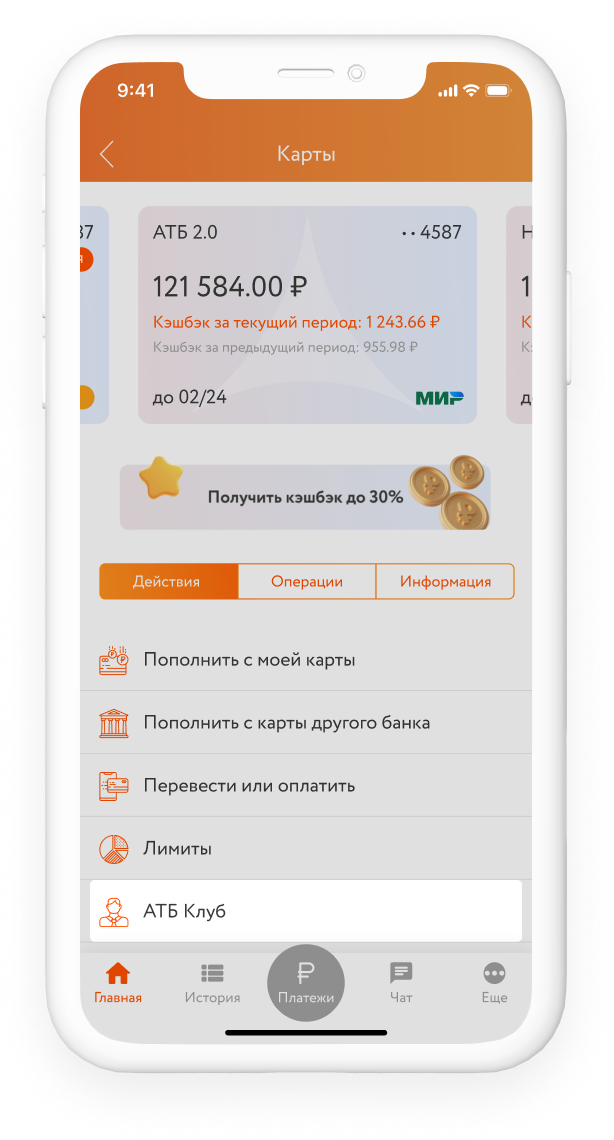 9:41
Карты
37
Я
АТБ 2.0
·· 4587
121 584.00 ₽
Кэшбэк за текущий период: 1 243.66 ₽
Кэшбэк за предыдущий период: 955.98 ₽
до 02/24
МИР
Н
1
К
К
д
Получить кэшбэк до 30%
Действия
Операции
Информация
Пополнить с моей карты
Пополнить с карты другого банка
Перевести или оплатить
Лимиты
АТБ Клуб
Главная
История
Платежи
Чат
Еще